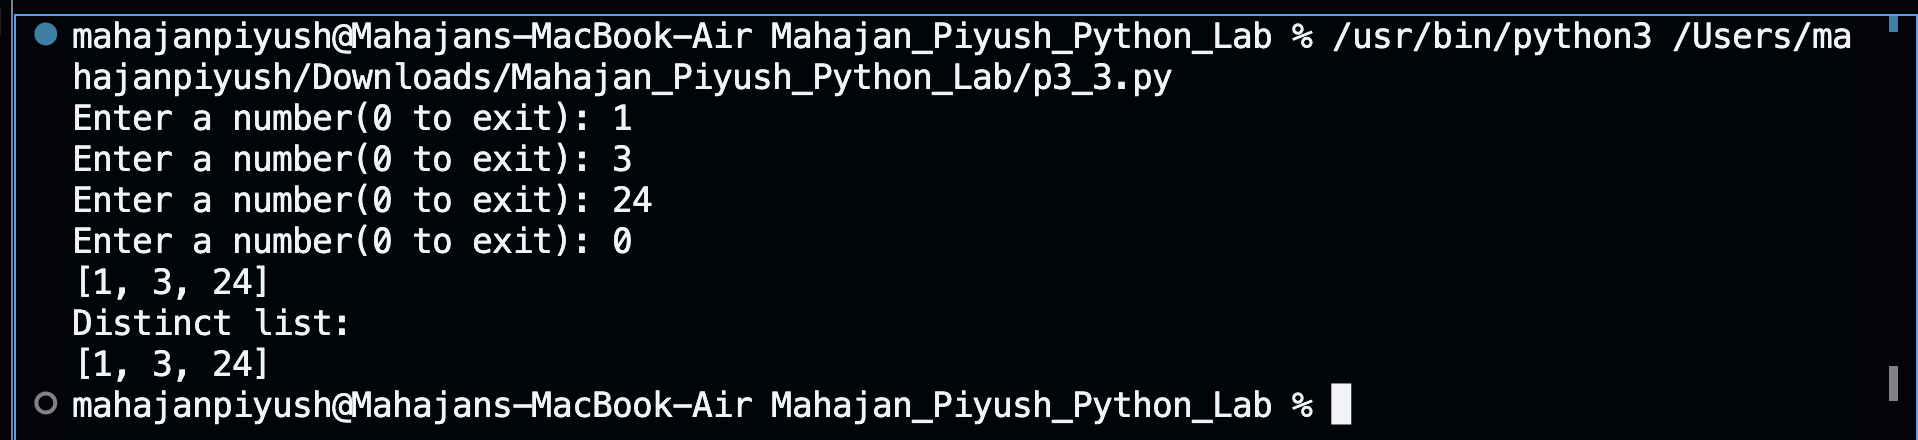 mahajanpiyush@Mahajans-MacBook-Air Mahajan_Piyush_Python_Lab % /usr/bin/python3 /Users/ma
hajanpiyush/Downloads/Mahajan_Piyush_Python_Lab/p3_3.py
Enter a number(0 to exit): 1
Enter a number(0 to exit): 3
Enter a number(0 to exit): 24
Enter a number(0 to exit): 0
[1, 3, 24]
Distinct list:
[1, 3, 24]
mahajanpiyush@Mahajans-MacBook-Air Mahajan_Piyush_Python_Lab %